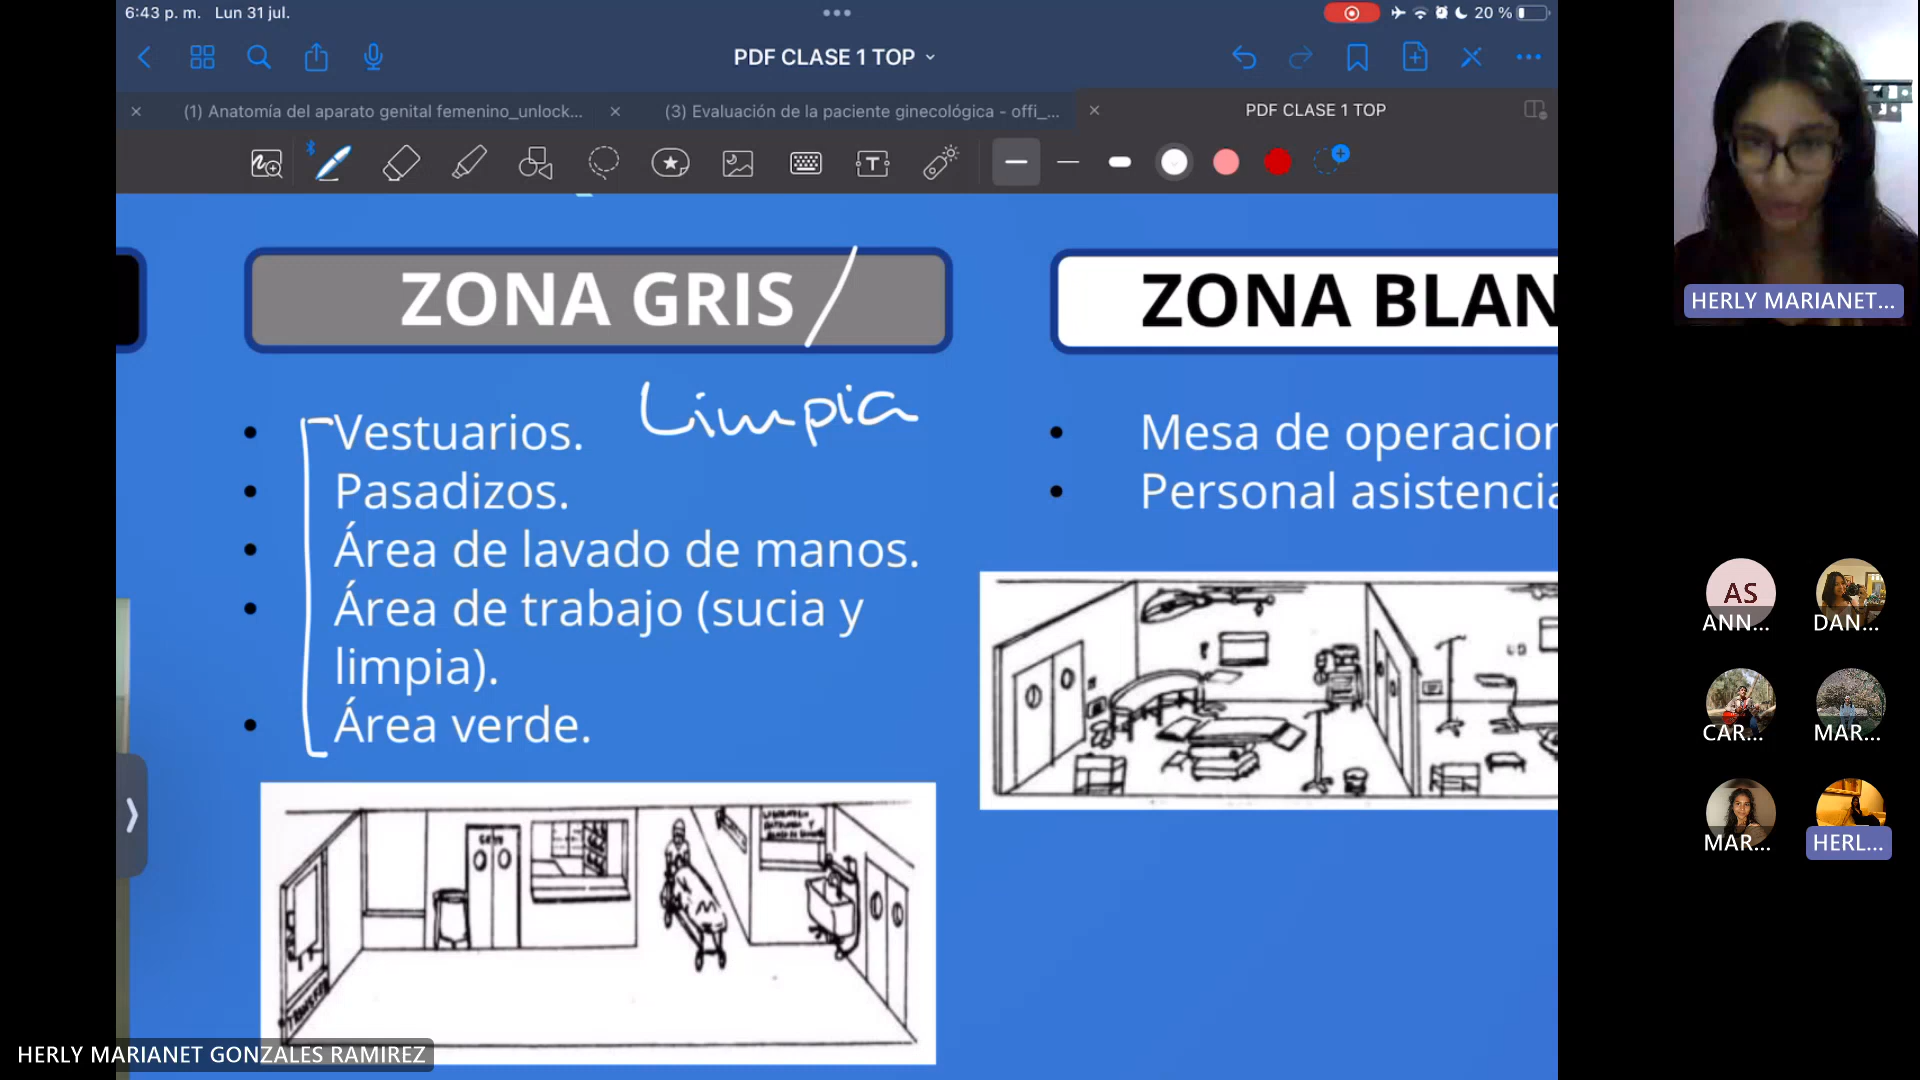 6:43 p. m. Lun 31 jul.
20 %
PDF CLASE 1 TOP
(1) Anatomía del aparato genital femenino_unlock...
(3) Evaluación de la paciente ginecológica - offi_...
PDF CLASE 1 TOP
HERLY MARIANET...
ZONA GRIS /
ZONA BLAN
Limpia
• Vestuarios.
• Pasadizos.
• Área de lavado de manos.
• Área de trabajo (sucia y
limpia).
• Área verde.
• Mesa de operacion
• Personal asistencia
AS
ANN...
DAN...
CAR...
MAR...
MAR...
HERL...
TRANSFER
HERLY MARIANET GONZALES RAMIREZ